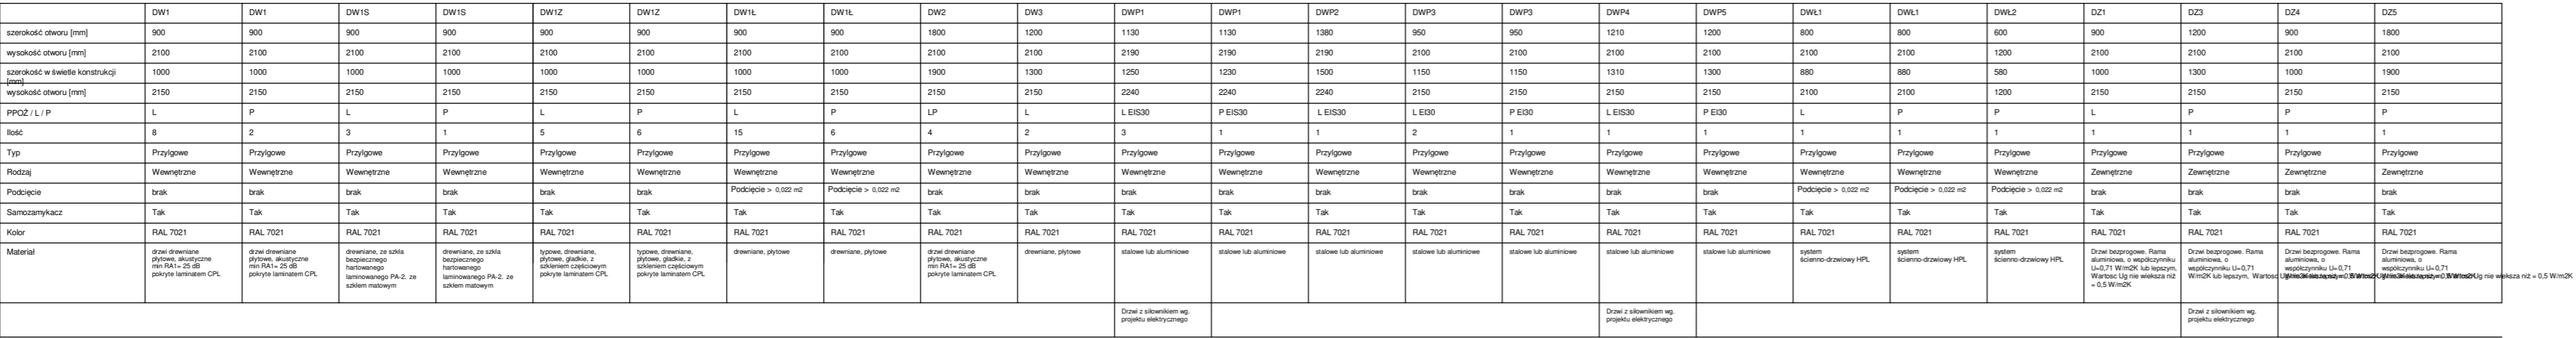 DW1 DW1 DW1S DW1S DW1Z DW1Z DW1Ł DW1Ł DW2 DW3 DWP1 DWP1 DWP2 DWP3 DWP3 DWP4 DWP5 DWŁ1 DWŁ1 DWŁ2 DZ1 DZ3 DZ4 DZ5
szerokość otworu [mm] 900 900 900 900 900 900 900 900 1800 1200 1130 1130 1380 950 950 1210 1200 800 800 600 900 1200 900 1800
wysokość otworu [mm] 2100 2100 2100 2100 2100 2100 2100 2100 2100 2100 2190 2190 2190 2100 2100 2100 2100 2100 2100 1200 2100 2100 2100 2100
szerokość w świetle konstrukcji 1000 1000 1000 1000 1000 1000 1000 1000 1900 1300 1250 1230 1500 1150 1150 1310 1300 880 880 580 1000 1300 1000 1900
[mm]
wysokość otworu [mm] 2150 2150 2150 2150 2150 2150 2150 2150 2150 2150 2240 2240 2240 2150 2150 2150 2150 2100 2100 1200 2150 2150 2150 2150
PPOŻ / L / P L P L P L P L P LP L L EIS30 P EIS30 L EIS30 L EI30 P EI30 L EIS30 P EI30 L P P L P P P
Ilość 8 2 3 1 5 6 15 6 4 2 3 1 1 2 1 1 1 1 1 1 1 1 1 1
Typ Przylgowe Przylgowe Przylgowe Przylgowe Przylgowe Przylgowe Przylgowe Przylgowe Przylgowe Przylgowe Przylgowe Przylgowe Przylgowe Przylgowe Przylgowe Przylgowe Przylgowe Przylgowe Przylgowe Przylgowe Przylgowe Przylgowe Przylgowe Przylgowe
Rodzaj Wewnętrzne Wewnętrzne Wewnętrzne Wewnętrzne Wewnętrzne Wewnętrzne Wewnętrzne Wewnętrzne Wewnętrzne Wewnętrzne Wewnętrzne Wewnętrzne Wewnętrzne Wewnętrzne Wewnętrzne Wewnętrzne Wewnętrzne Wewnętrzne Wewnętrzne Wewnętrzne Zewnętrzne Zewnętrzne Zewnętrzne Zewnętrzne
Podcięcie brak brak brak brak brak brak Podcięcie > 0,022 m2 Podcięcie > 0,022 m2 brak brak brak brak brak brak brak brak brak Podcięcie > 0,022 m2 Podcięcie > 0,022 m2 Podcięcie > 0,022 m2 brak brak brak brak
Samozamykacz Tak Tak Tak Tak Tak Tak Tak Tak Tak Tak Tak Tak Tak Tak Tak Tak Tak Tak Tak Tak Tak Tak Tak Tak
Kolor RAL 7021 RAL 7021 RAL 7021 RAL 7021 RAL 7021 RAL 7021 RAL 7021 RAL 7021 RAL 7021 RAL 7021 RAL 7021 RAL 7021 RAL 7021 RAL 7021 RAL 7021 RAL 7021 RAL 7021 RAL 7021 RAL 7021 RAL 7021 RAL 7021 RAL 7021 RAL 7021 RAL 7021
Materiał
drzwi drewniane
płytowe, akustyczne
min RA1= 25 dB
pokryte laminatem CPL
drzwi drewniane
płytowe, akustyczne
min RA1= 25 dB
pokryte laminatem CPL
drewniane, ze szkła
bezpiecznego
hartowanego
laminowanego PA-2. ze
szkłem matowym
drewniane, ze szkła
bezpiecznego
hartowanego
laminowanego PA-2. ze
szkłem matowym
typowe, drewniane,
płytowe, gładkie, z
szkleniem częściowym
pokryte laminatem CPL
typowe, drewniane,
płytowe, gładkie, z
szkleniem częściowym
pokryte laminatem CPL
drewniane, płytowe
drewniane, płytowe
drzwi drewniane
płytowe, akustyczne
min RA1= 25 dB
pokryte laminatem CPL
drewniane, płytowe
stalowe lub aluminiowe
stalowe lub aluminiowe
stalowe lub aluminiowe
stalowe lub aluminiowe
stalowe lub aluminiowe
stalowe lub aluminiowe
stalowe lub aluminiowe
system
ścienno-drzwiowy HPL
system
ścienno-drzwiowy HPL
system
ścienno-drzwiowy HPL
Drzwi bezprogowe. Rama
aluminiowa, o współczynniku
U=0,71 W/m2K lub lepszym,
Wartosc Ug nie wieksza niż
= 0,5 W/m2K
Drzwi bezprogowe. Rama
aluminiowa, o
współczynniku U=0,71
W/m2K lub lepszym, Wartosc
Drzwi bezprogowe. Rama
aluminiowa, o
współczynniku U=0,71
Drzwi bezprogowe. Rama
aluminiowa, o
współczynniku U=0,71
Ug nie wieksza niż = 0,5 W/m2K
Drzwi z siłownikiem wg.
projektu elektrycznego
Drzwi z siłownikiem wg.
projektu elektrycznego
Drzwi z siłownikiem wg.
projektu elektrycznego